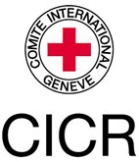 COMITE INTERNATIONAL
GENEVE
CICR